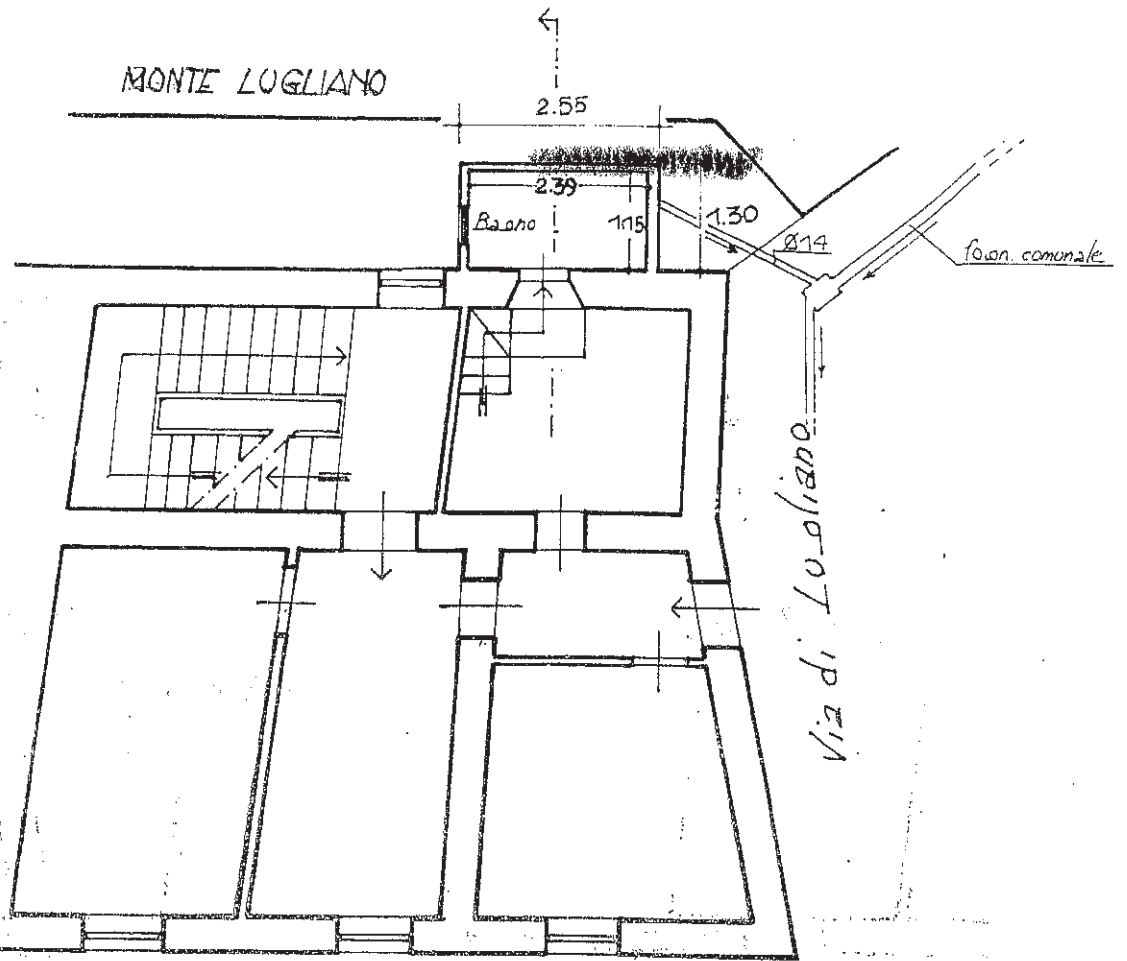 MONTE LUGLIANO
2.55
2.39
Bagno
1.15
1.30
Ø14
Fogn. comunale
Via di Lugliano